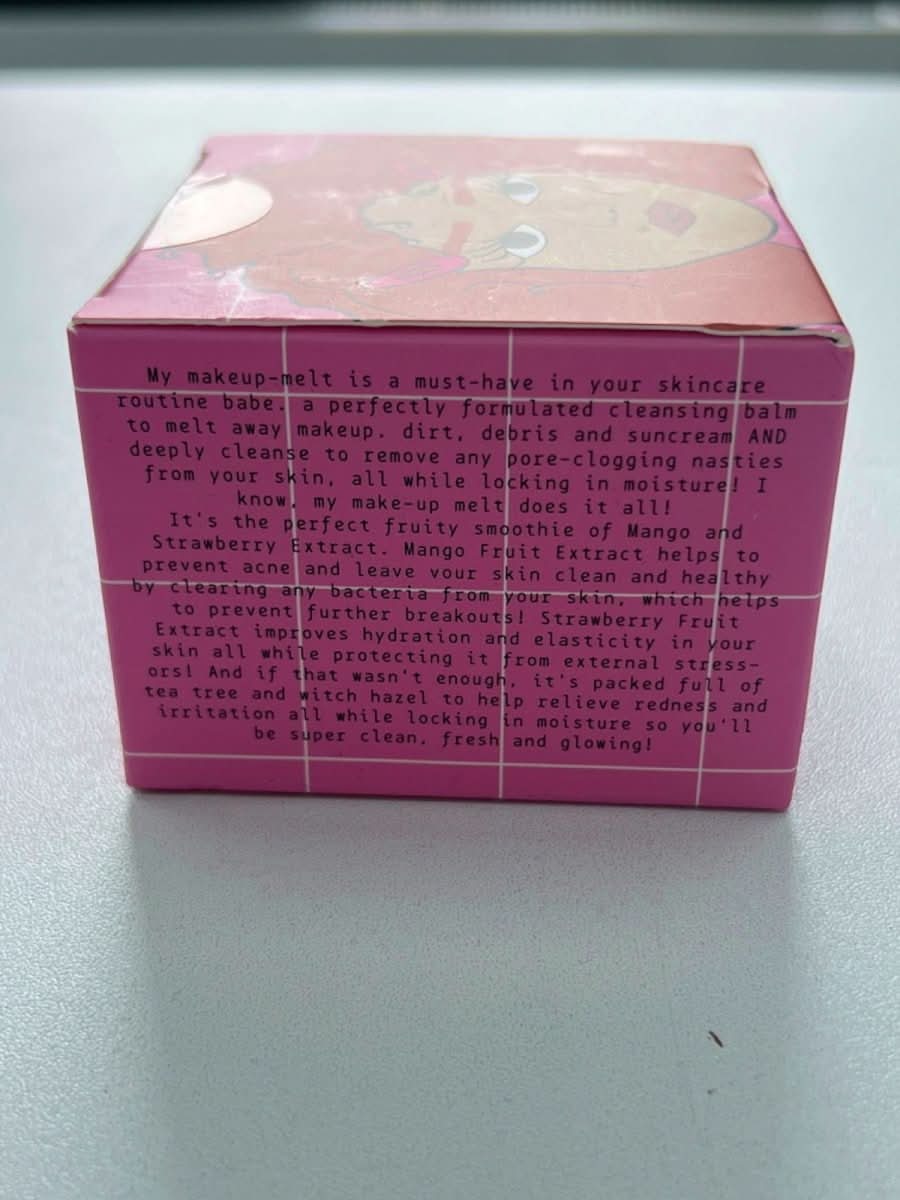 My makeup-melt is a must-have in your skincare
routine babe. a perfectly formulated cleansing balm
to melt away makeup. dirt, debris and suncream AND
deeply cleanse to remove any pore-clogging nasties
from your skin, all while locking in moisture! I
know, my make-up melt does it all!
It's the perfect fruity smoothie of Mango and
Strawberry Extract. Mango Fruit Extract helps to
prevent acne and leave your skin clean and healthy
by clearing any bacteria from your skin, which helps
to prevent further breakouts! Strawberry Fruit
Extract improves hydration and elasticity in your
skin all while protecting it from external stress-
ors! And if that wasn't enough, it's packed full of
tea tree and witch hazel to help relieve redness and
irritation all while locking in moisture so you'll
be super clean, fresh and glowing!